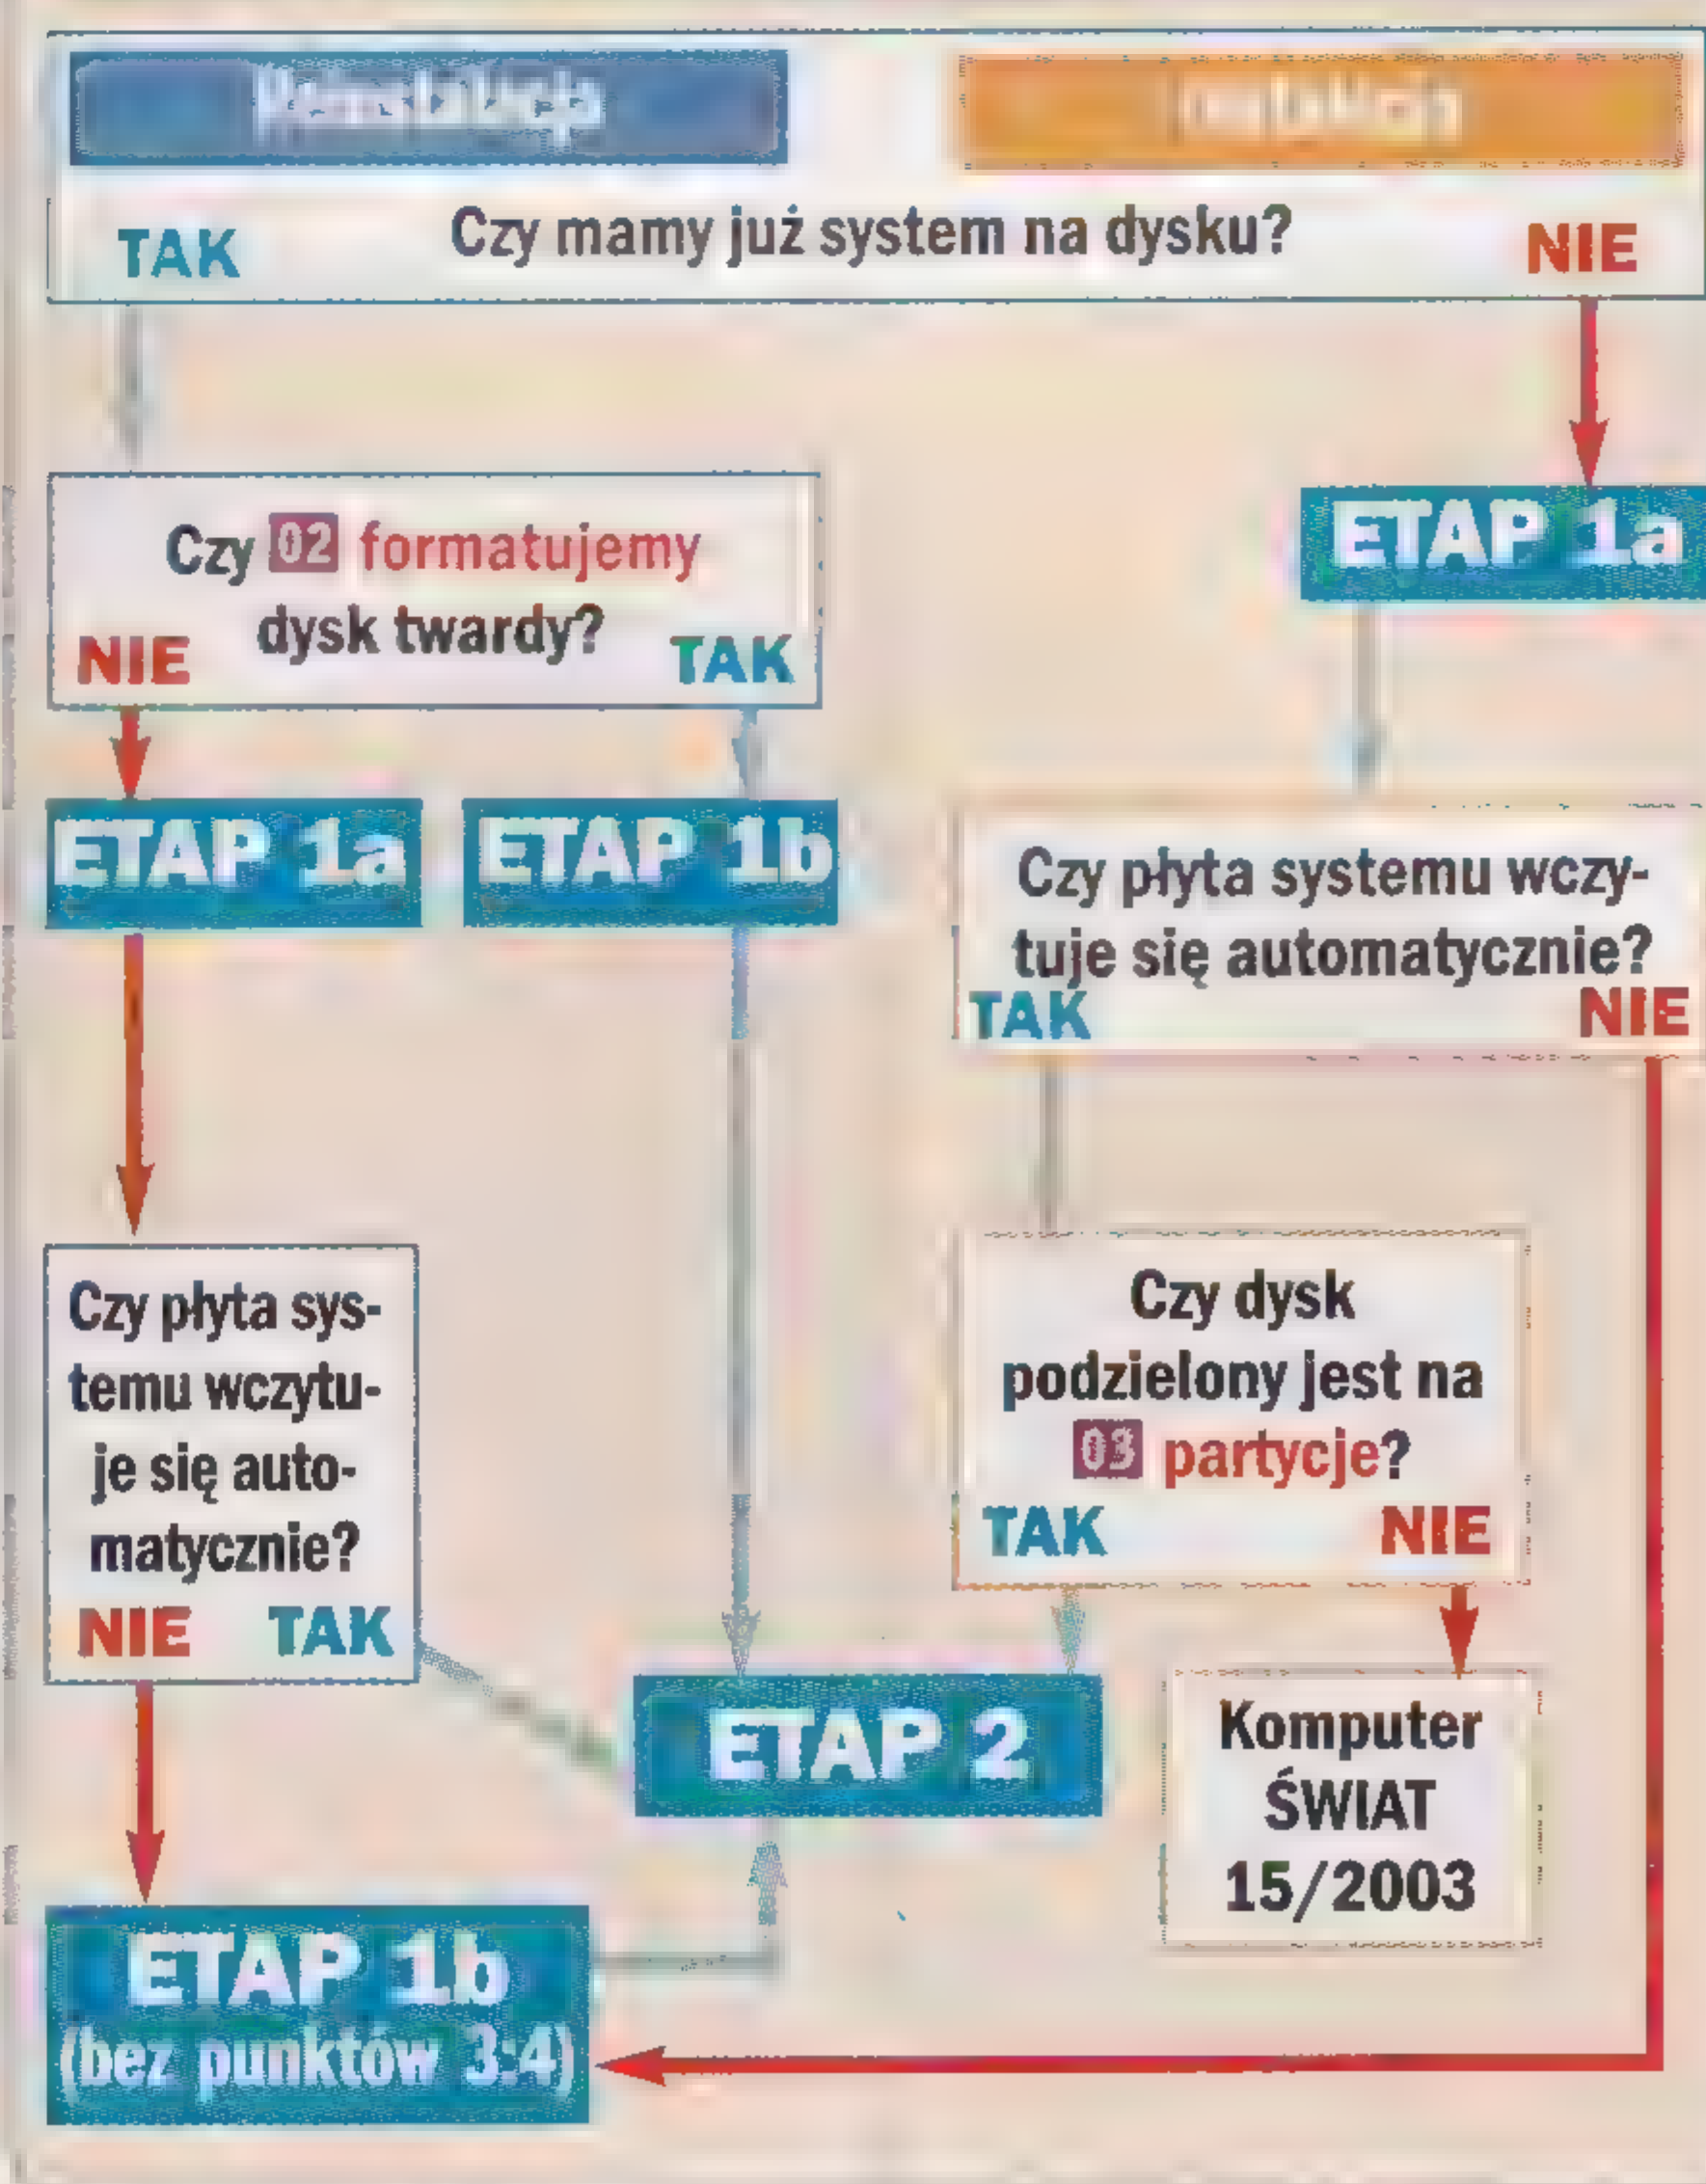 Czy mamy już system na dysku?
TAK
NIE
Czy 02 formatujemy
dysk twardy?
NIE
TAK
ETAP 1a
ETAP 1a
ETAP 1b
Czy płyta systemu wczy-
tuje się automatycznie?
TAK
NIE
Czy płyta sys-
temu wczytu-
je się auto-
matycznie?
NIE
TAK
Czy dysk
podzielony jest na
03 partycje?
TAK
NIE
ETAP 2
Komputer
ŚWIAT
15/2003
ETAP 1b
(bez punktów 3:4)